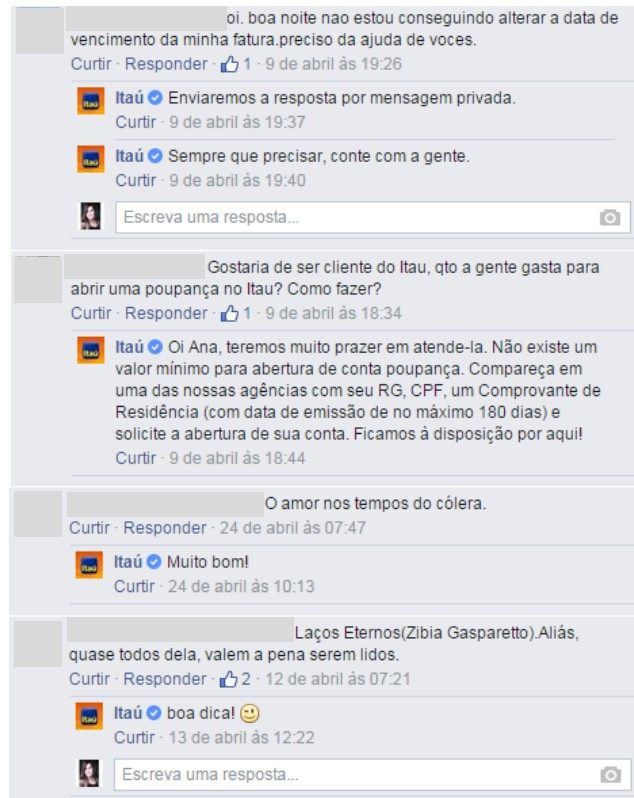 oi. boa noite nao estou conseguindo alterar a data de
vencimento da minha fatura.preciso da ajuda de voces.
Curtir · Responder · 1 · 9 de abril às 19:26
Itaú Enviaremos a resposta por mensagem privada.
Curtir · 9 de abril às 19:37
Itaú Sempre que precisar, conte com a gente.
Curtir · 9 de abril às 19:40
Escreva uma resposta...
Gostaria de ser cliente do Itau, qto a gente gasta para
abrir uma poupança no Itau? Como fazer?
Curtir · Responder · 1 · 9 de abril às 18:34
Itaú Oi Ana, teremos muito prazer em atende-la. Não existe um
valor mínimo para abertura de conta poupança. Compareça em
uma das nossas agências com seu RG, CPF, um Comprovante de
Residência (com data de emissão de no máximo 180 dias) e
solicite a abertura de sua conta. Ficamos à disposição por aqui!
Curtir · 9 de abril às 18:44
O amor nos tempos do cólera.
Curtir · Responder · 24 de abril às 07:47
Itaú Muito bom!
Curtir · 24 de abril às 10:13
Laços Eternos(Zibia Gasparetto).Aliás,
quase todos dela, valem a pena serem lidos.
Curtir · Responder · 2 · 12 de abril às 07:21
Itaú boa dica!
Curtir · 13 de abril às 12:22
Escreva uma resposta...